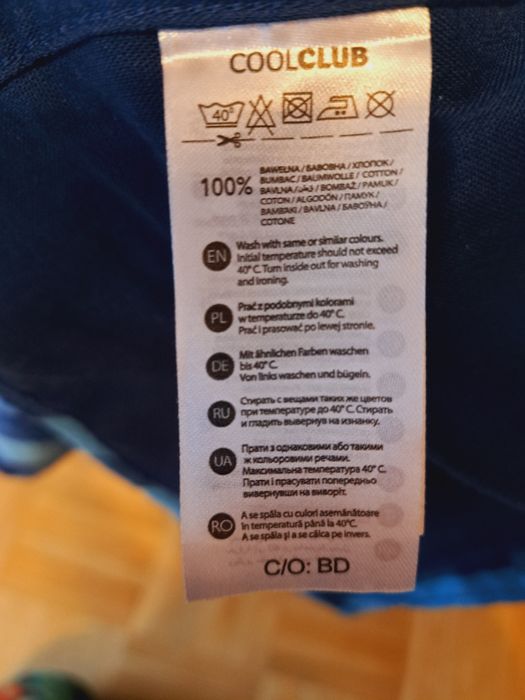 COOLCLUB
40°
100% BAWEŁNA / БАВОВНА / ХЛОПОК /
BUMBAC / BAUMWOLLE / COTTON /
BAVLNA / قطن / BOMBAŽ / PAMUK /
COTON / ALGODÓN / ПАМУК /
BAMBAKI / BAVLNA / БАВОЎНА /
COTONE
EN Wash with same or similar colours.
Initial temperature should not exceed
40° C. Turn inside out for washing
and ironing.
PL Prać z podobnymi kolorami
w temperaturze do 40° C.
Prać i prasować po lewej stronie.
DE Mit ähnlichen Farben waschen
bis 40° C.
Von links waschen und bügeln.
RU Стирать с вещами таких же цветов
при температуре до 40° C. Стирать
и гладить вывернув на изнанку.
UA Прати з однаковими або такими
ж кольоровими речами.
Максимальна температура 40° C.
Прати і прасувати попередньо
вивернувши на виворіт.
RO A se spăla cu culori asemănătoare
în temperatură până la 40°C.
A se spăla şi a se călca pe invers.
C/O: BD